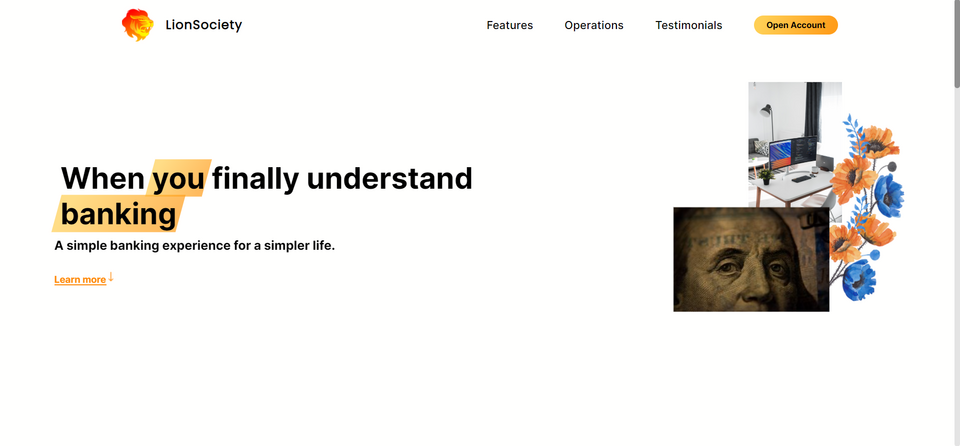 LionSociety
Features
Operations
Testimonials
Open Account
When you finally understand
banking
A simple banking experience for a simpler life.
Learn more ↓